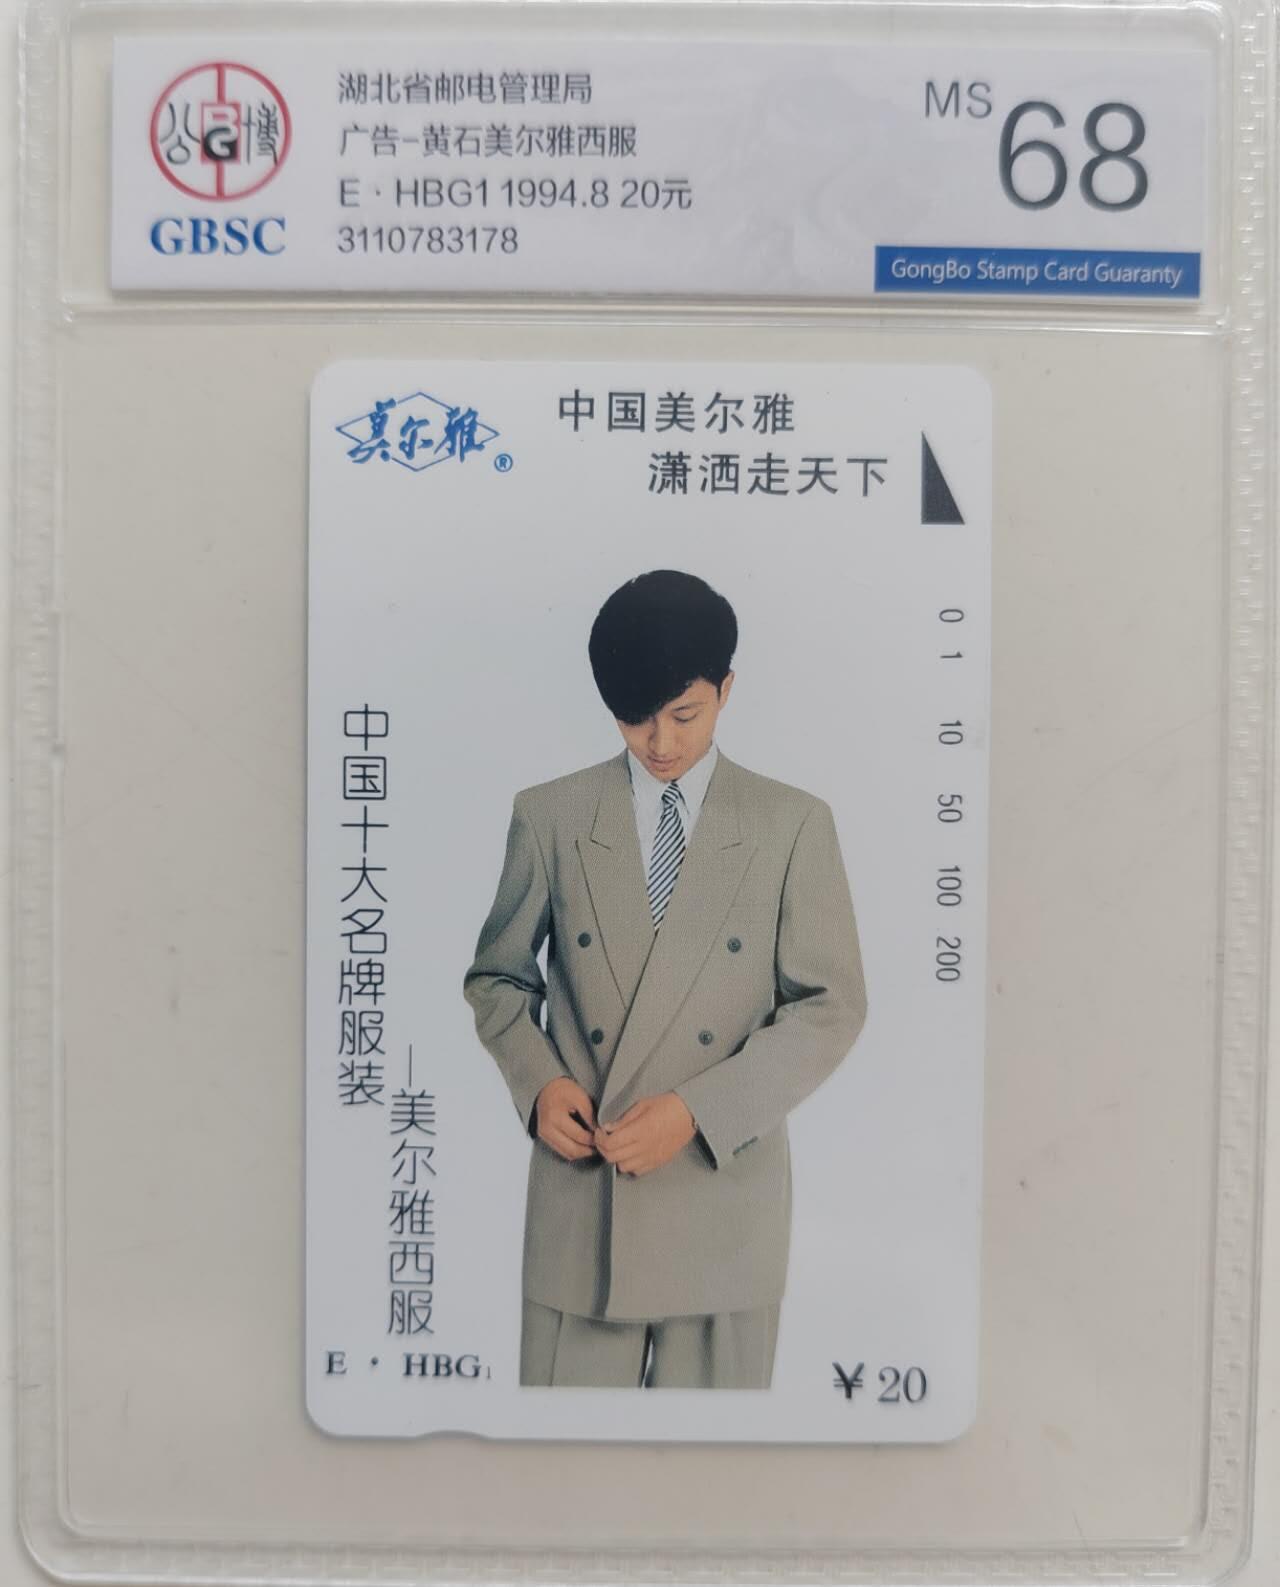 湖北省邮电管理局
广告-黄石美尔雅西服
E·HBG1 1994.8 20元
3110783178
公博
BG
GBSC
MS 68
GongBo Stamp Card Guaranty
美尔雅®
中国美尔雅
潇洒走天下
0 1 10 50 100 200
中国十大名牌服装
—美尔雅西服
E·HBG1
¥20